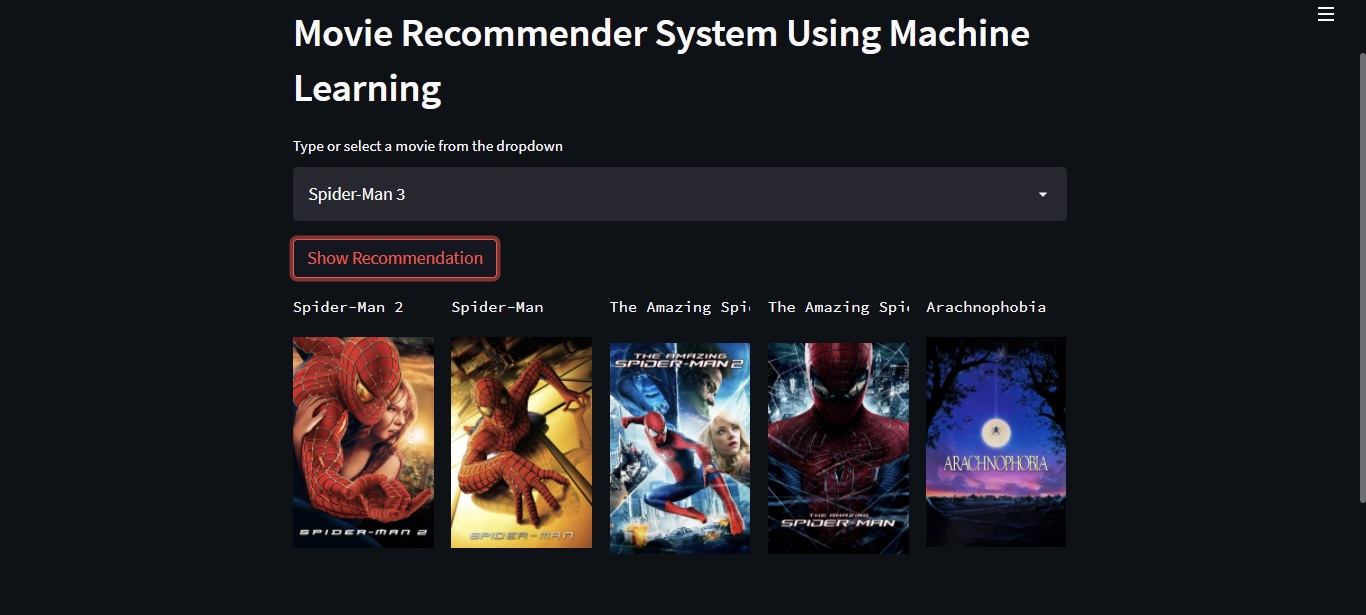 Movie Recommender System Using Machine
Learning
Type or select a movie from the dropdown
Spider-Man 3
Show Recommendation
Spider-Man 2
Spider-Man
The Amazing Spi
The Amazing Spi
Arachnophobia
SPIDER-MAN 2
SPIDER-MAN
THE AMAZING
SPIDER-MAN 2
THE AMAZING
SPIDER-MAN
ARACHNOPHOBIA